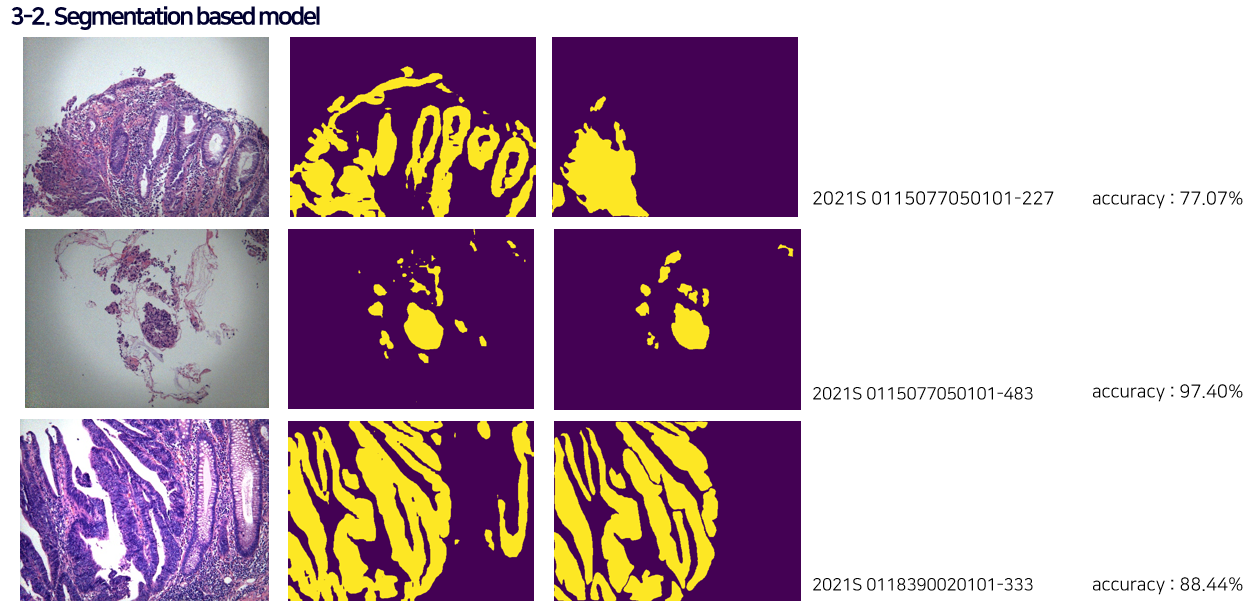 3-2. Segmentation based model
2021S 0115077050101-227 accuracy : 77.07%
2021S 0115077050101-483 accuracy : 97.40%
2021S 0118390020101-333 accuracy : 88.44%